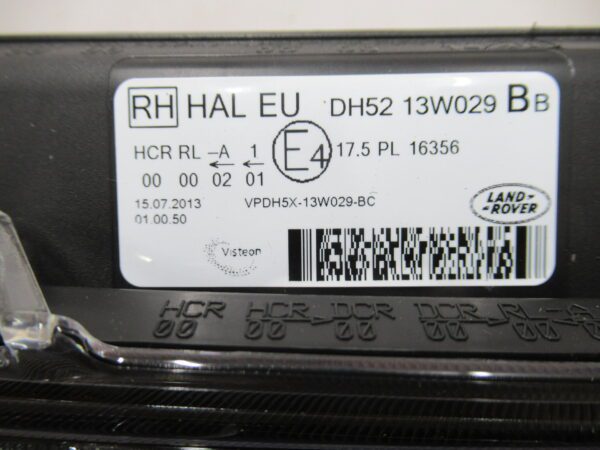 RH HAL EU DH52 13W029 BB
HCR RL -A 1 E4 17.5 PL 16356
00 00 02 01
15.07.2013 VPDH5X-13W029-BC
01.00.50
LAND-
ROVER
Visteon
HCR HCR DCR DCR RL-A
00 00 00 00 00